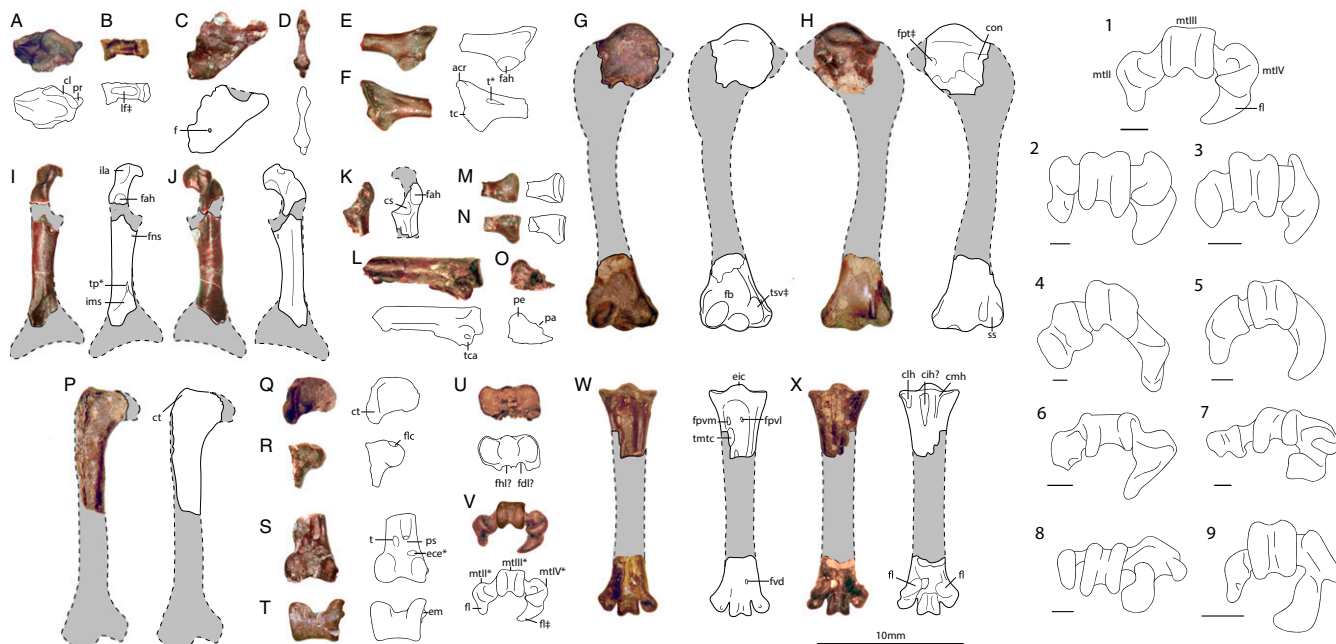 A
B
C
D
E
F
G
H
cl
pr
lf‡
f
fah
acr
t*
tc
fpt‡
con
fb
tsv‡
ss
I
J
ila
fah
fns
tp*
ims
K
cs
fah
L
tca
M
N
O
pe
pa
P
ct
Q
ct
R
flc
S
t
ps
ece*
T
em
U
fhl?
fdl?
V
mtII*
mtIII*
mtIV*
fl
fl‡
W
eic
fpvm
fpvl
tmtc
fvd
X
clh
cih?
cmh
fl
fl
10mm
1
mtIII
mtII
mtIV
fl
2
3
4
5
6
7
8
9